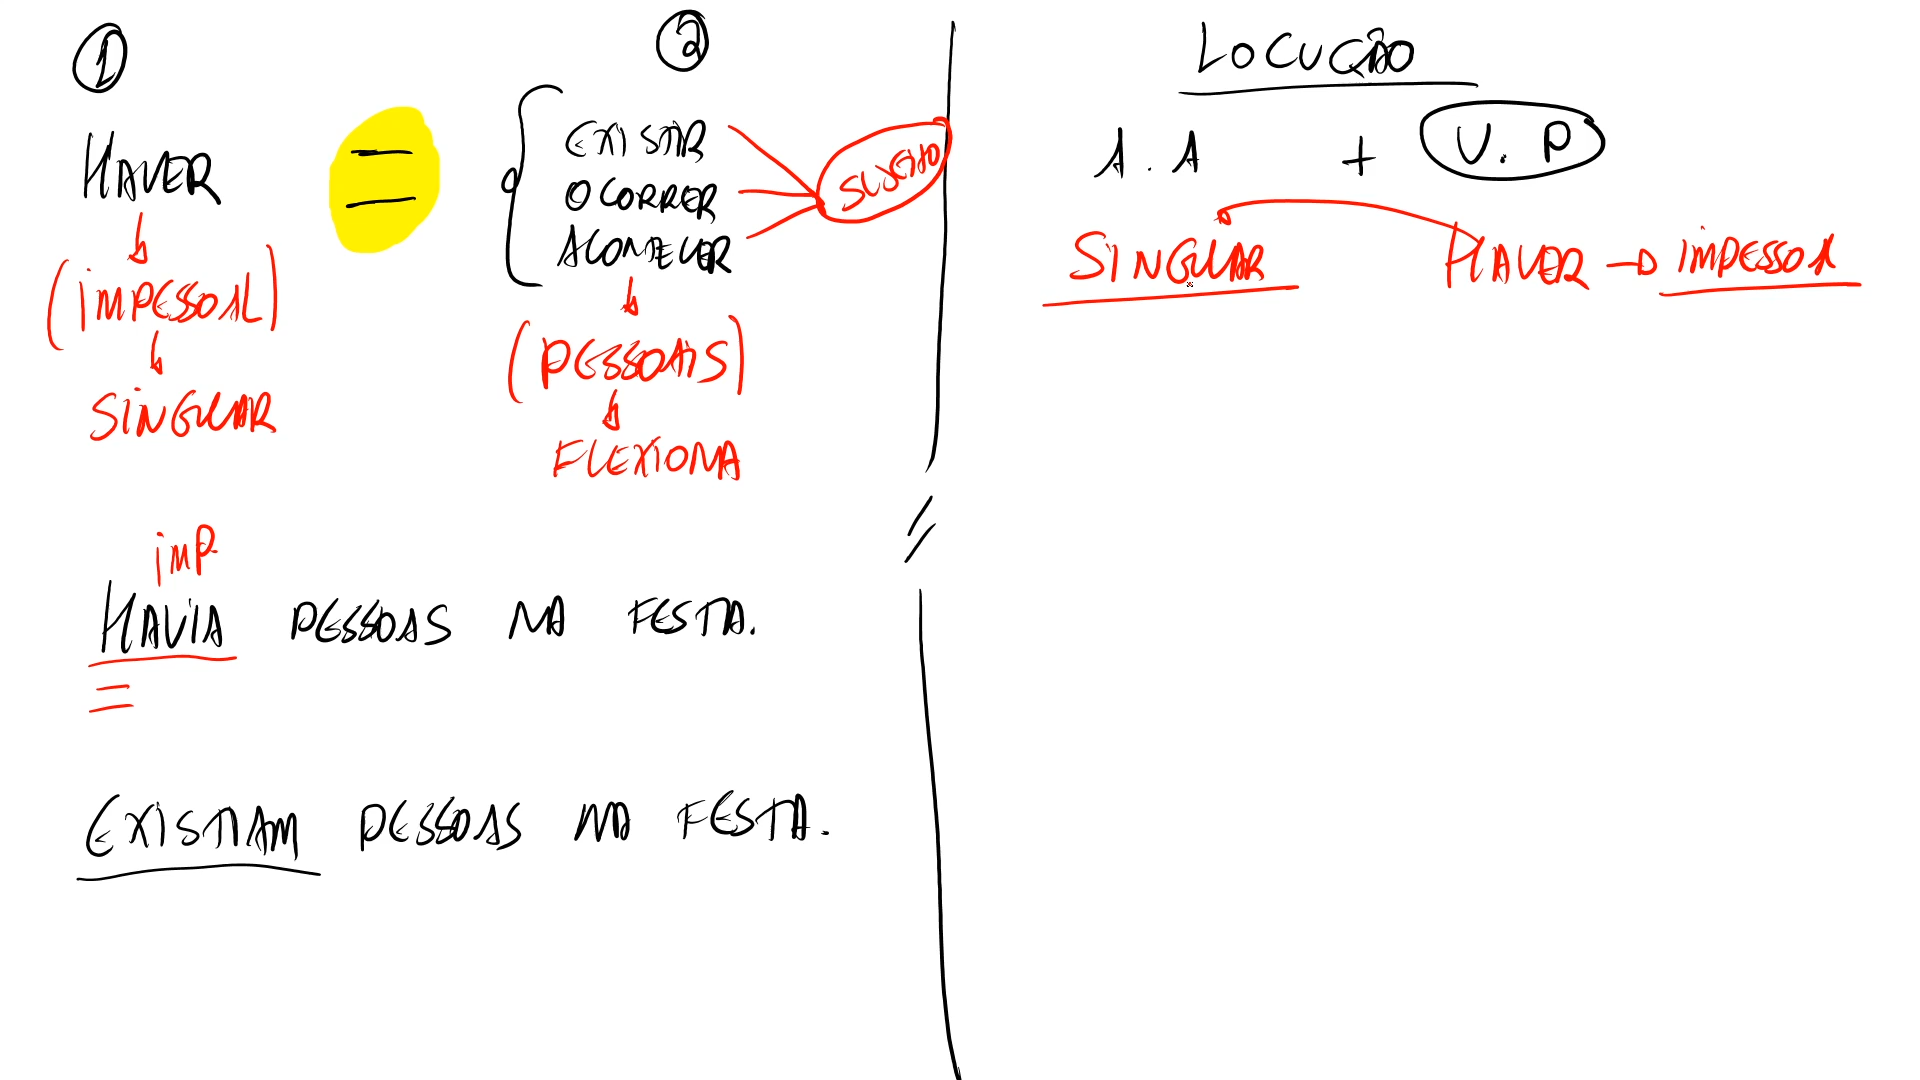 1
HAVER
=
(IMPESSOAL)
SINGULAR
2
EXISTIR
OCORRER
ACONTECER
SUJEITO
(PESSOAIS)
FLEXIONA
IMP.
HAVIA PESSOAS NA FESTA.
=
EXISTIAM PESSOAS NA FESTA.
LOCUÇÃO
+ V.P
SINGULAR HAVER → IMPESSOAL